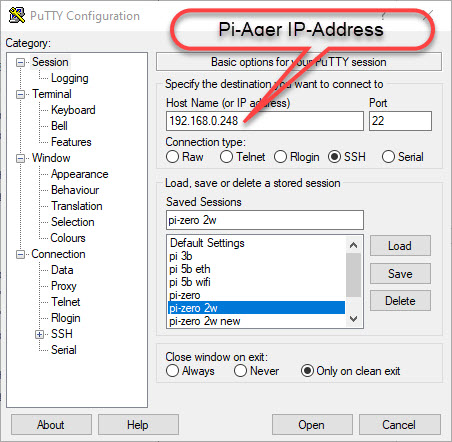 PuTTY Configuration
?
Pi-Ager IP-Address
Category:
Session
Logging
Terminal
Keyboard
Bell
Features
Window
Appearance
Behaviour
Translation
Selection
Colours
Connection
Data
Proxy
Telnet
Rlogin
SSH
Serial
Basic options for your PuTTY session
Specify the destination you want to connect to
Host Name (or IP address) Port
192.168.0.248 22
Connection type:
Raw Telnet Rlogin SSH Serial
Load, save or delete a stored session
Saved Sessions
pi-zero 2w
Default Settings
pi 3b
pi 5b eth
pi 5b wifi
pi-zero
pi-zero 2w
pi-zero 2w new
Load
Save
Delete
Close window on exit:
Always Never Only on clean exit
About Help Open Cancel